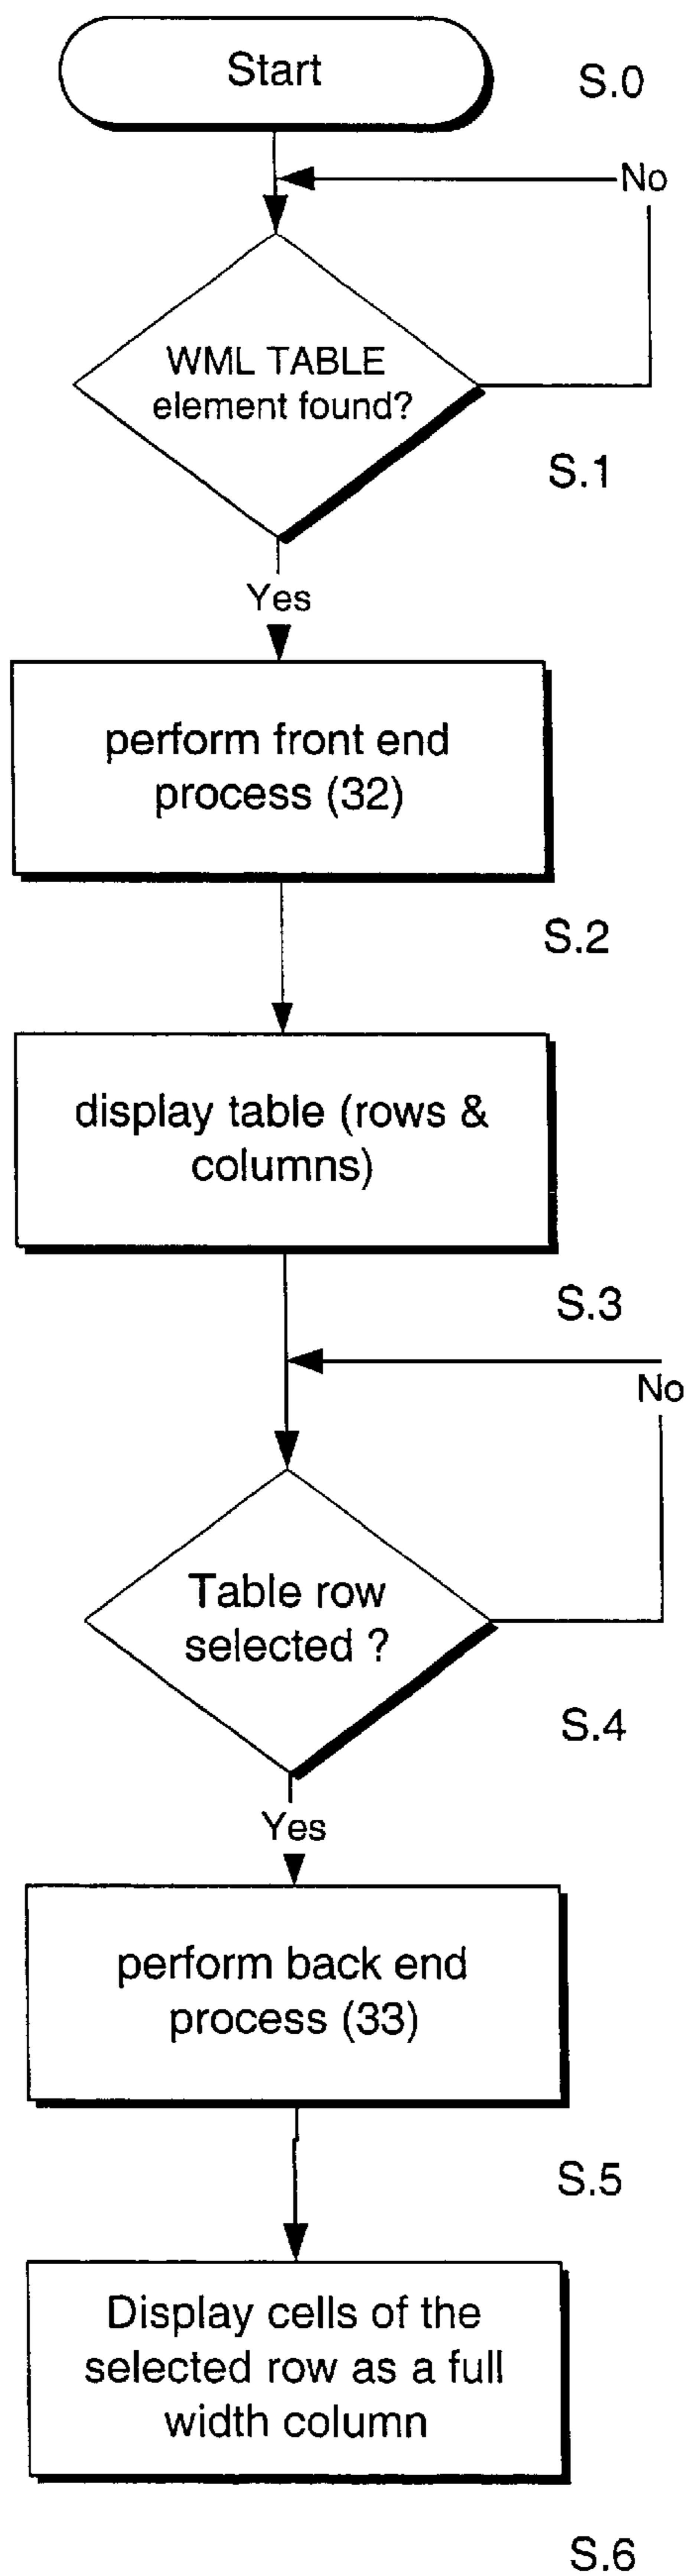 Start
S.0
No
WML TABLE
element found?
S.1
Yes
perform front end
process (32)
S.2
display table (rows &
columns)
S.3
No
Table row
selected ?
S.4
Yes
perform back end
process (33)
S.5
Display cells of the
selected row as a full
width column
S.6